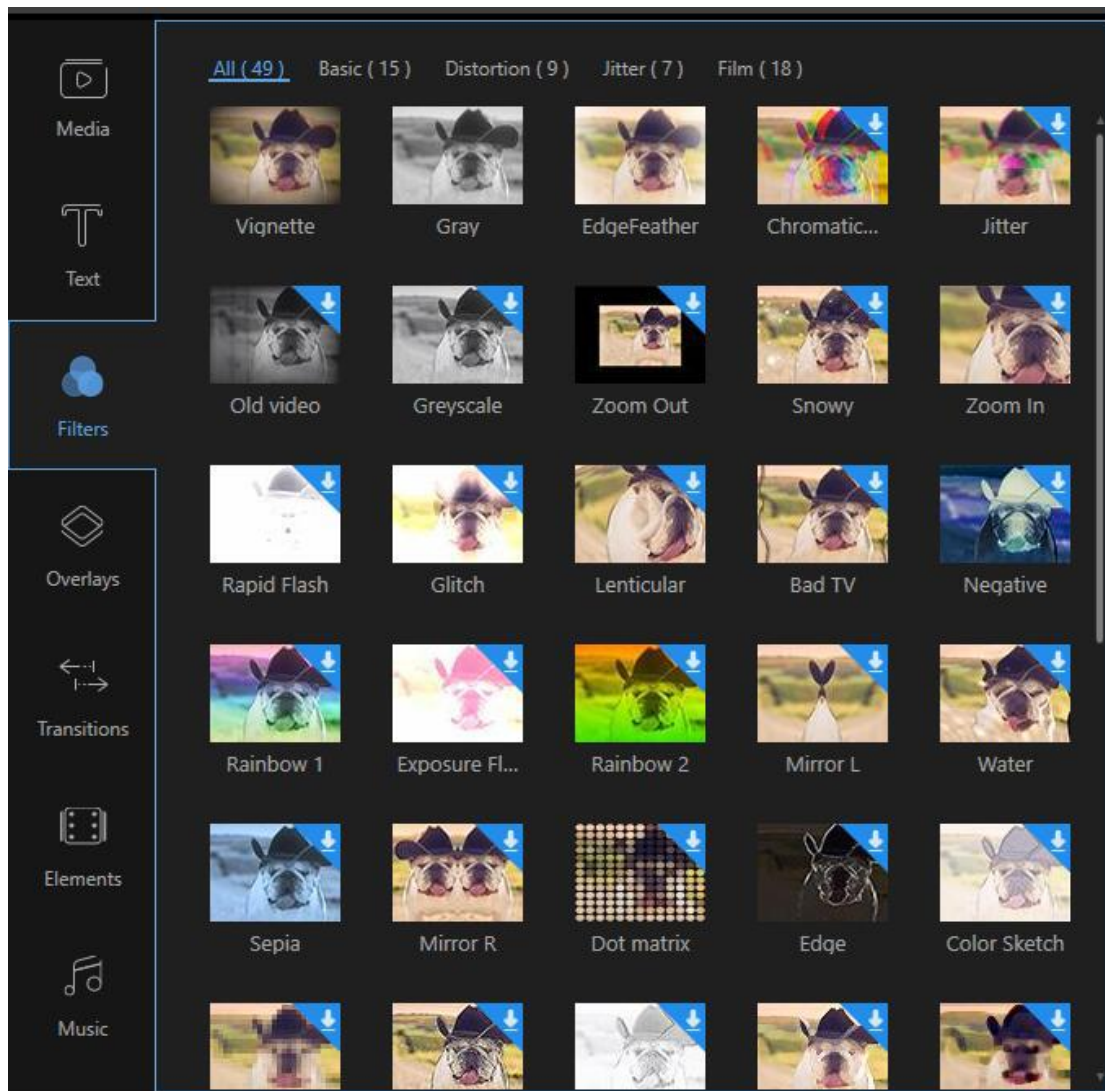 Media
Text
Filters
Overlays
Transitions
Elements
Music
All ( 49 ) Basic ( 15 ) Distortion ( 9 ) Jitter ( 7 ) Film ( 18 )
Vignette Gray EdgeFeather Chromatic... Jitter
Old video Greyscale Zoom Out Snowy Zoom In
Rapid Flash Glitch Lenticular Bad TV Negative
Rainbow 1 Exposure Fl... Rainbow 2 Mirror L Water
Sepia Mirror R Dot matrix Edge Color Sketch